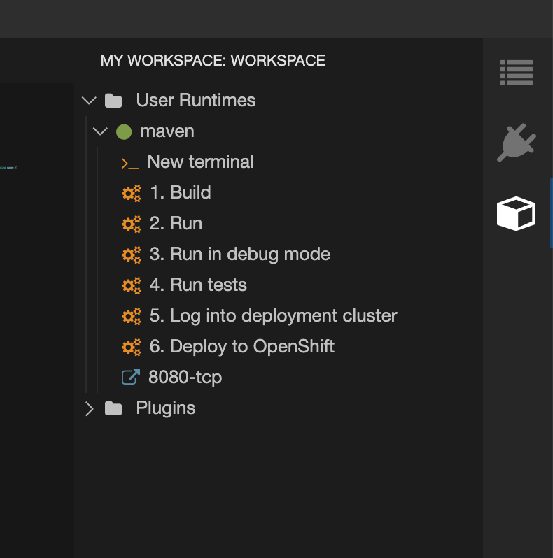 MY WORKSPACE: WORKSPACE
User Runtimes
maven
New terminal
1. Build
2. Run
3. Run in debug mode
4. Run tests
5. Log into deployment cluster
6. Deploy to OpenShift
8080-tcp
Plugins